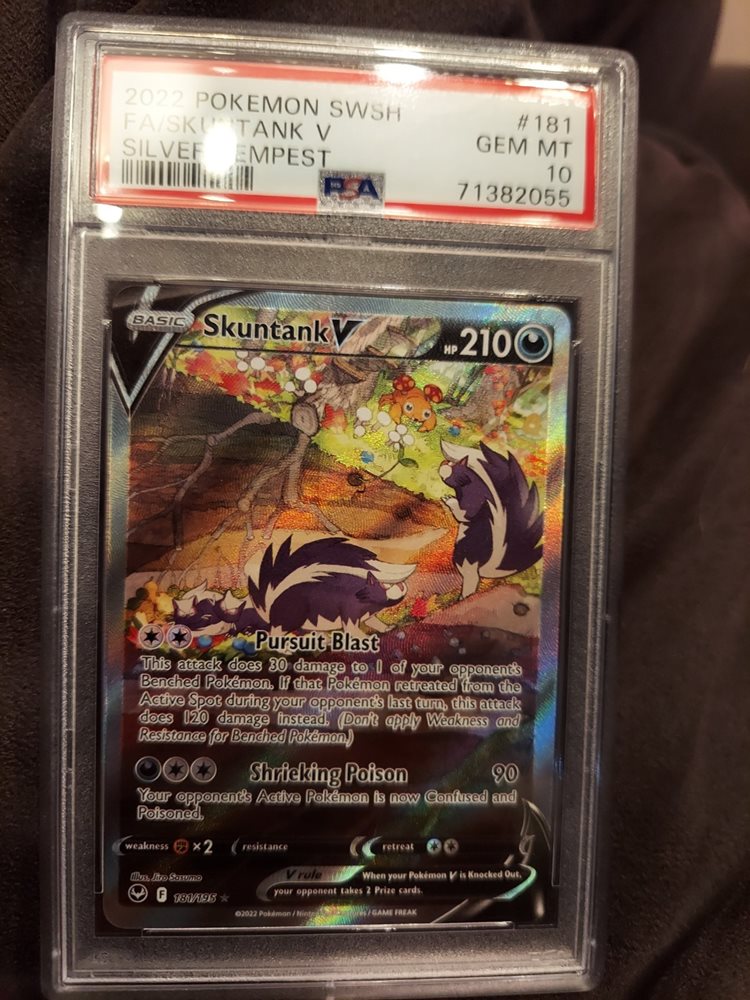 2022 POKEMON SWSH #181
FA/SKUNTANK V GEM MT
SILVER TEMPEST 10
PSA 71382055
BASIC Skuntank V HP 210
Pursuit Blast
This attack does 30 damage to 1 of your opponent's
Benched Pokémon. If that Pokémon retreated from the
Active Spot during your opponent's last turn, this attack
does 120 damage instead. (Don't apply Weakness and
Resistance for Benched Pokémon.)
Shrieking Poison 90
Your opponent's Active Pokémon is now Confused and
Poisoned.
weakness ×2 resistance retreat
Illus. Jiro Sasumo V rule When your Pokémon V is Knocked Out,
F 181/195 ★ your opponent takes 2 Prize cards.
©2022 Pokémon / Nintendo / Creatures / GAME FREAK